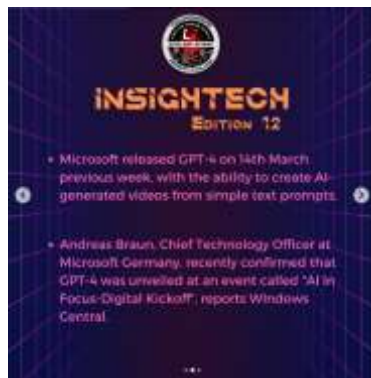 INSIGHTECH
EDITION 12
Microsoft released GPT-4 on 14th March
previous week, with the ability to create AI-
generated videos from simple text prompts.
Andreas Braun, Chief Technology Officer at
Microsoft Germany, recently confirmed that
GPT-4 was unveiled at an event called "AI in
Focus-Digital Kickoff", reports Windows
Central